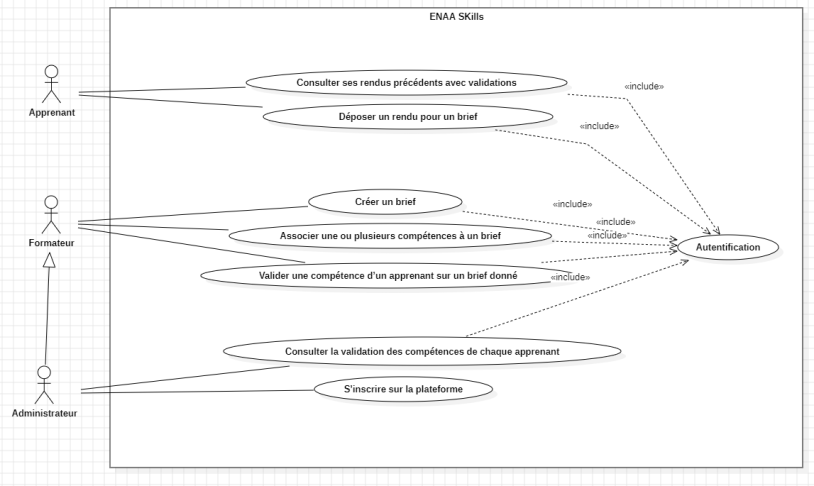 ENAA SKills
Consulter ses rendus précédents avec validations
«include»
Apprenant
Déposer un rendu pour un brief
«include»
Créer un brief
«include»
«include»
Associer une ou plusieurs compétences à un brief
«include»
Formateur
Autentification
Valider une compétence d'un apprenant sur un brief donné
«include»
Consulter la validation des compétences de chaque apprenant
S'inscrire sur la plateforme
Administrateur